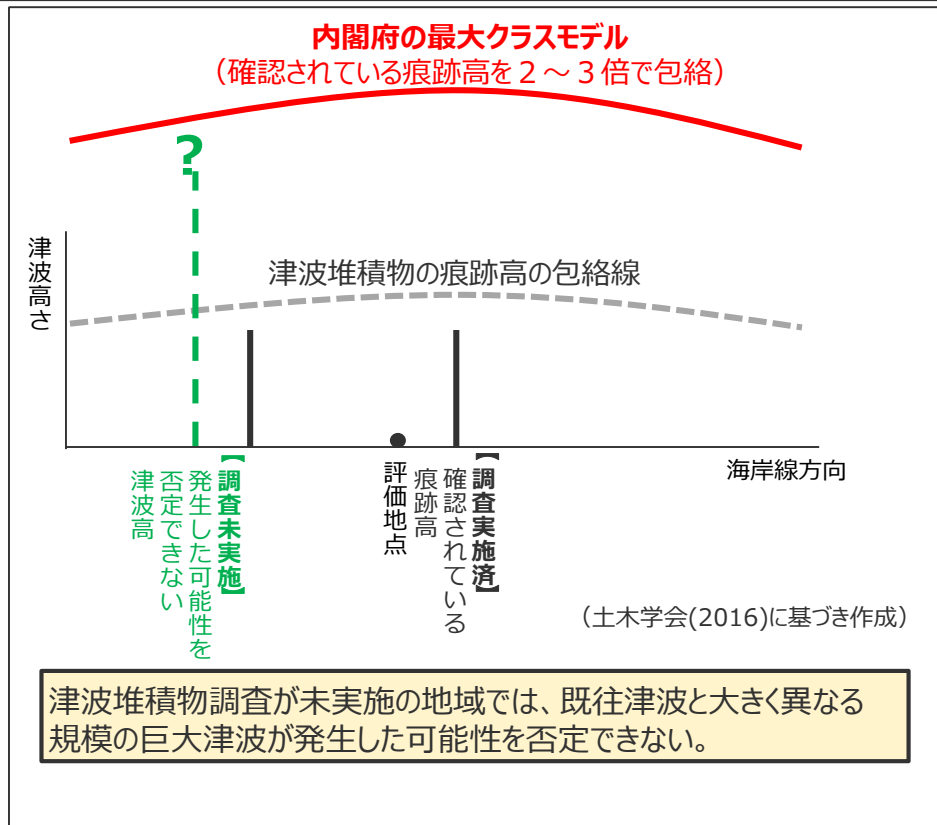 内閣府の最大クラスモデル
（確認されている痕跡高を２～３倍で包絡）
?
津波高さ
津波堆積物の痕跡高の包絡線
海岸線方向
【調査未実施】
発生した可能性を
否定できない
津波高
評価地点
【調査実施済】
確認されている
痕跡高
（土木学会(2016)に基づき作成）
津波堆積物調査が未実施の地域では、既往津波と大きく異なる
規模の巨大津波が発生した可能性を否定できない。